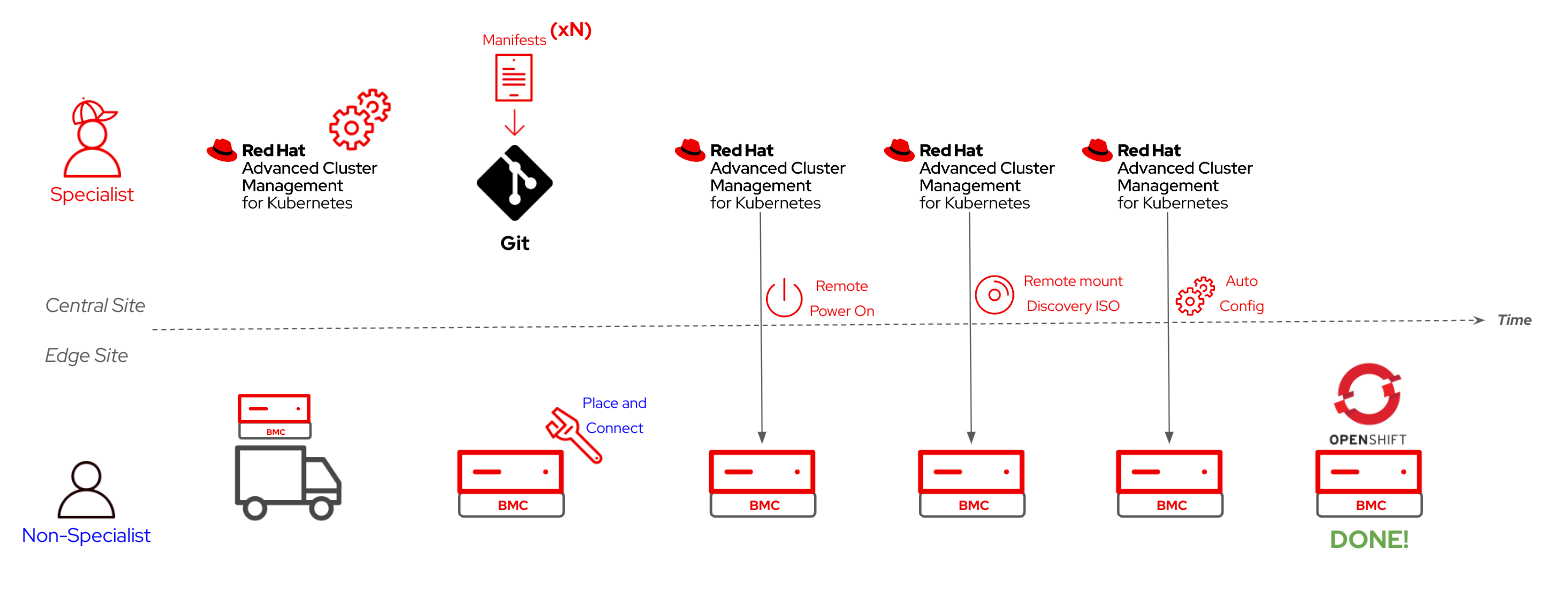 Manifests (xN)
Specialist
Red Hat
Advanced Cluster
Management
for Kubernetes
Git
Red Hat
Advanced Cluster
Management
for Kubernetes
Red Hat
Advanced Cluster
Management
for Kubernetes
Red Hat
Advanced Cluster
Management
for Kubernetes
Remote
Power On
Remote mount
Discovery ISO
Auto
Config
Central Site
Time
Edge Site
BMC
Place and
Connect
OPENSHIFT
BMC
BMC
BMC
BMC
BMC
Non-Specialist
DONE!